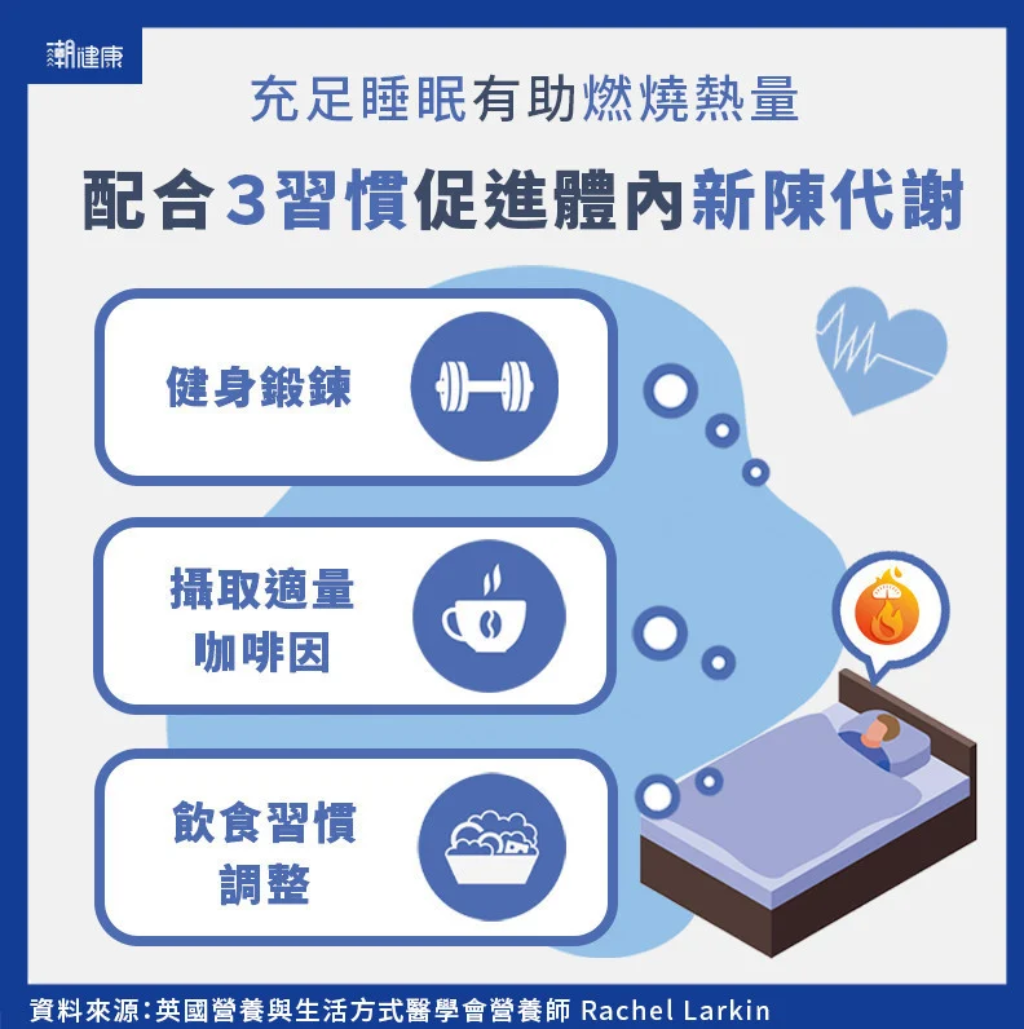 潮健康
充足睡眠有助燃燒熱量
配合3習慣促進體內新陳代謝
健身鍛鍊
攝取適量
咖啡因
飲食習慣
調整
資料來源:英國營養與生活方式醫學會營養師 Rachel Larkin